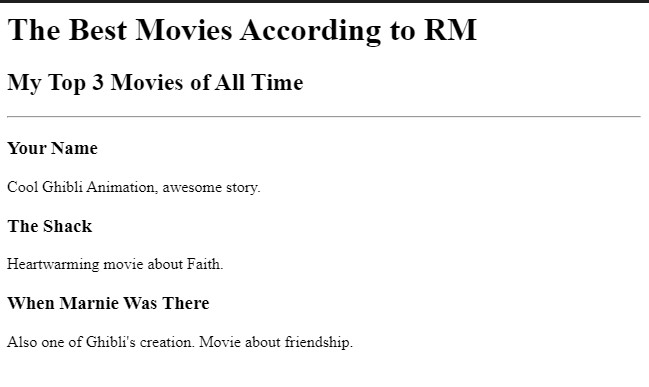 The Best Movies According to RM
My Top 3 Movies of All Time
Your Name
Cool Ghibli Animation, awesome story.
The Shack
Heartwarming movie about Faith.
When Marnie Was There
Also one of Ghibli's creation. Movie about friendship.